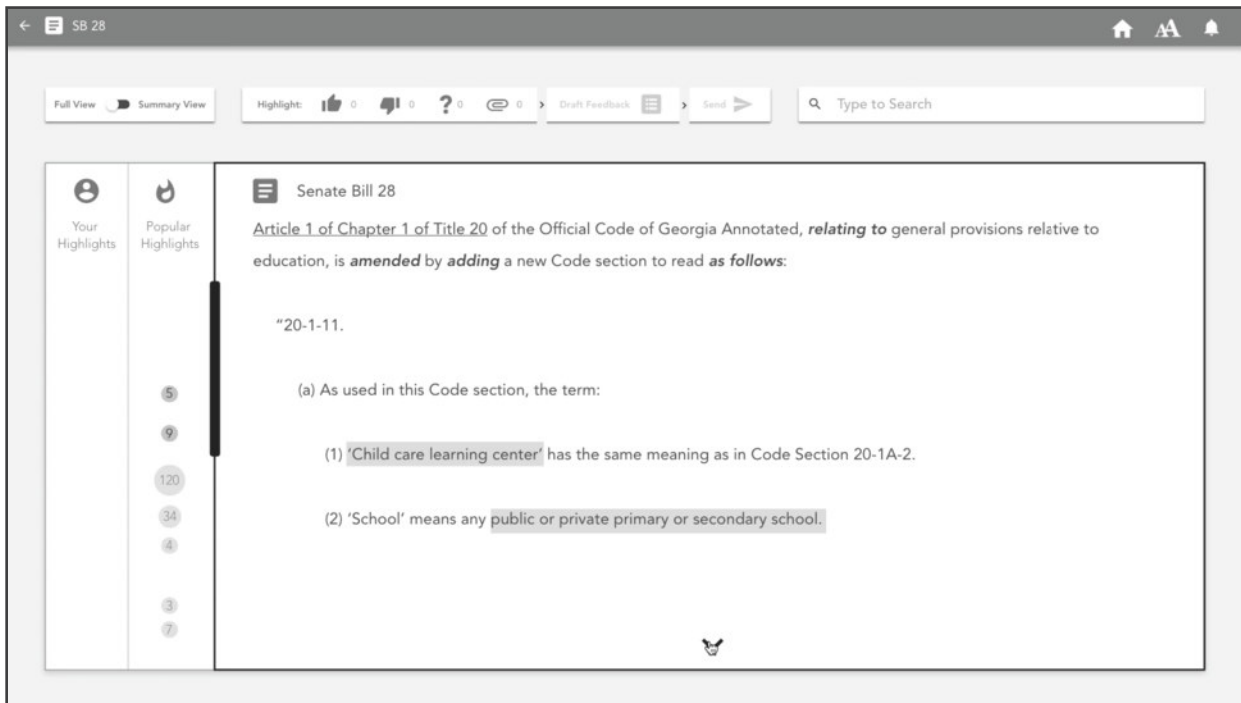 SB 28
AA
Full View Summary View
Highlight: 0 0 ? 0 0 > Draft Feedback > Send
Type to Search
Your Highlights
Popular Highlights
5
9
120
34
4
3
7
Senate Bill 28
Article 1 of Chapter 1 of Title 20 of the Official Code of Georgia Annotated, relating to general provisions relative to
education, is amended by adding a new Code section to read as follows:
“20-1-11.
(a) As used in this Code section, the term:
(1) ‘Child care learning center’ has the same meaning as in Code Section 20-1A-2.
(2) ‘School’ means any public or private primary or secondary school.